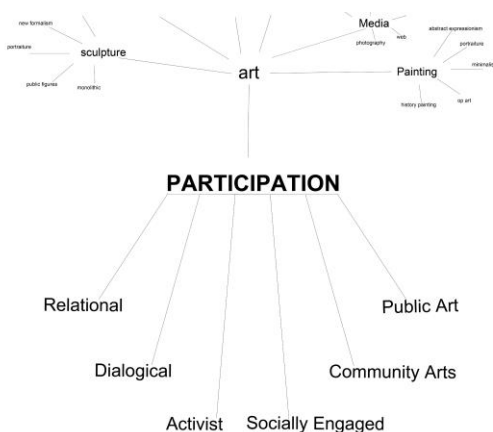 new formalism
Media
abstract expressionism
web
portraiture
sculpture
photography
portraiture
art
Painting
minimalis
public figures
monolithic
op art
history painting
PARTICIPATION
Relational
Public Art
Dialogical
Community Arts
Activist
Socially Engaged